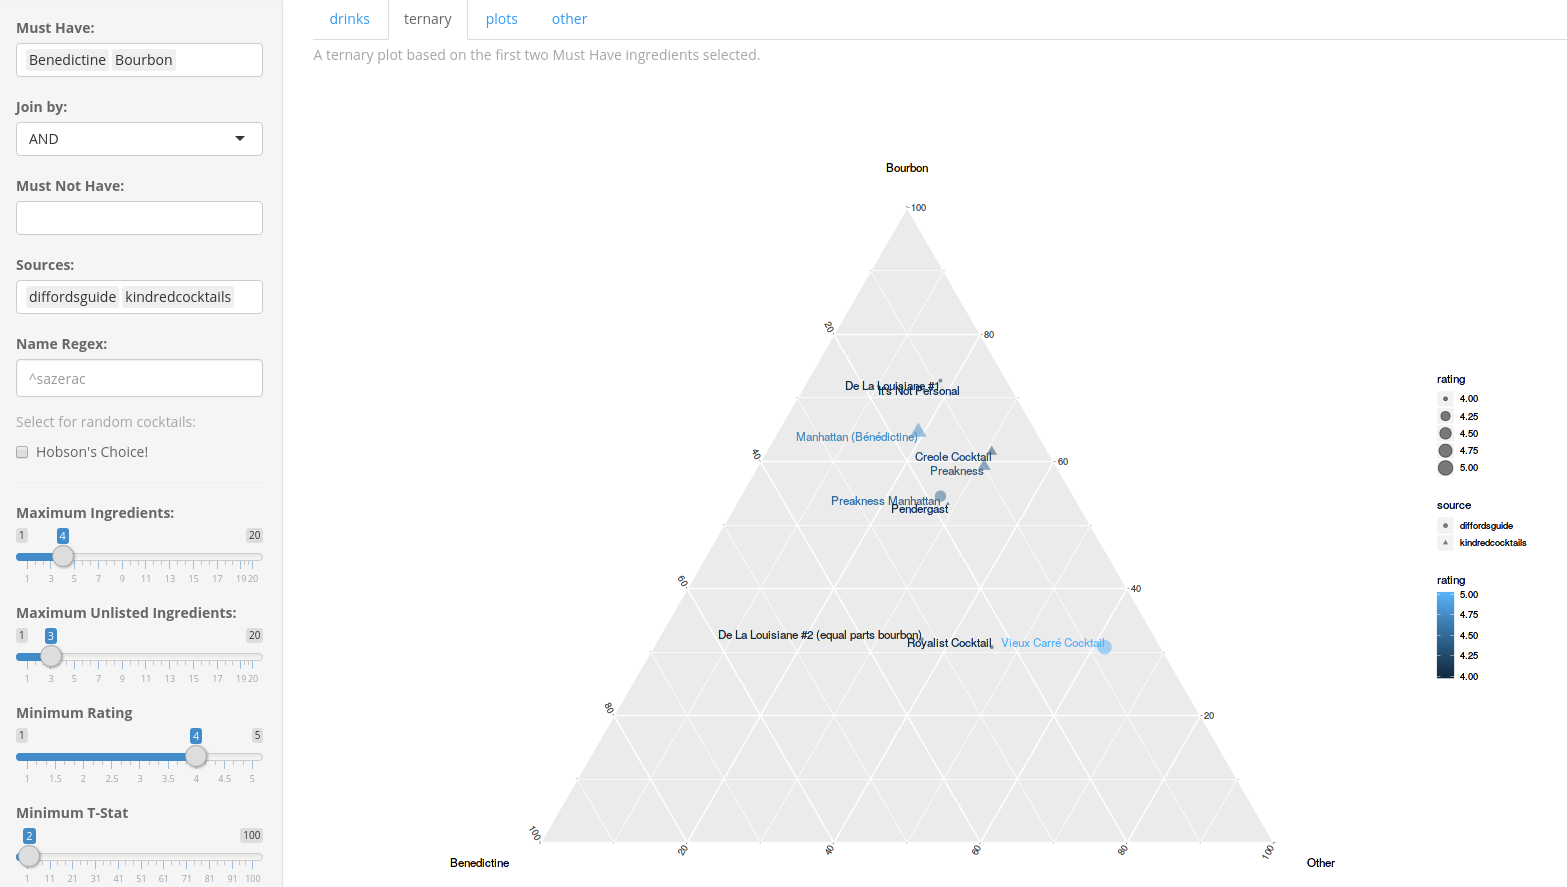 Must Have:
Benedictine Bourbon
Join by:
AND
Must Not Have:
Sources:
diffordsguide kindredcocktails
Name Regex:
^sazerac
Select for random cocktails:
Hobson's Choice!
Maximum Ingredients:
1 4 20
1 3 5 7 9 11 13 15 17 19 20
Maximum Unlisted Ingredients:
1 3 20
1 3 5 7 9 11 13 15 17 19 20
Minimum Rating
1 4 5
1 1.5 2 2.5 3 3.5 4 4.5 5
Minimum T-Stat
2 100
1 11 21 31 41 51 61 71 81 91 100
drinks ternary plots other
A ternary plot based on the first two Must Have ingredients selected.
Bourbon
100
20 80
De La Louisiane #1
It's Not Personal
Manhattan (Bénédictine)
Creole Cocktail
40 60
Preakness
Preakness Manhattan
Pendergast
60 40
De La Louisiane #2 (equal parts bourbon)
Royalist Cocktail Vieux Carré Cocktail
80 20
100
20 40 60 80 100
Benedictine Other
rating
4.00
4.25
4.50
4.75
5.00
source
diffordsguide
kindredcocktails
rating
5.00
4.75
4.50
4.25
4.00